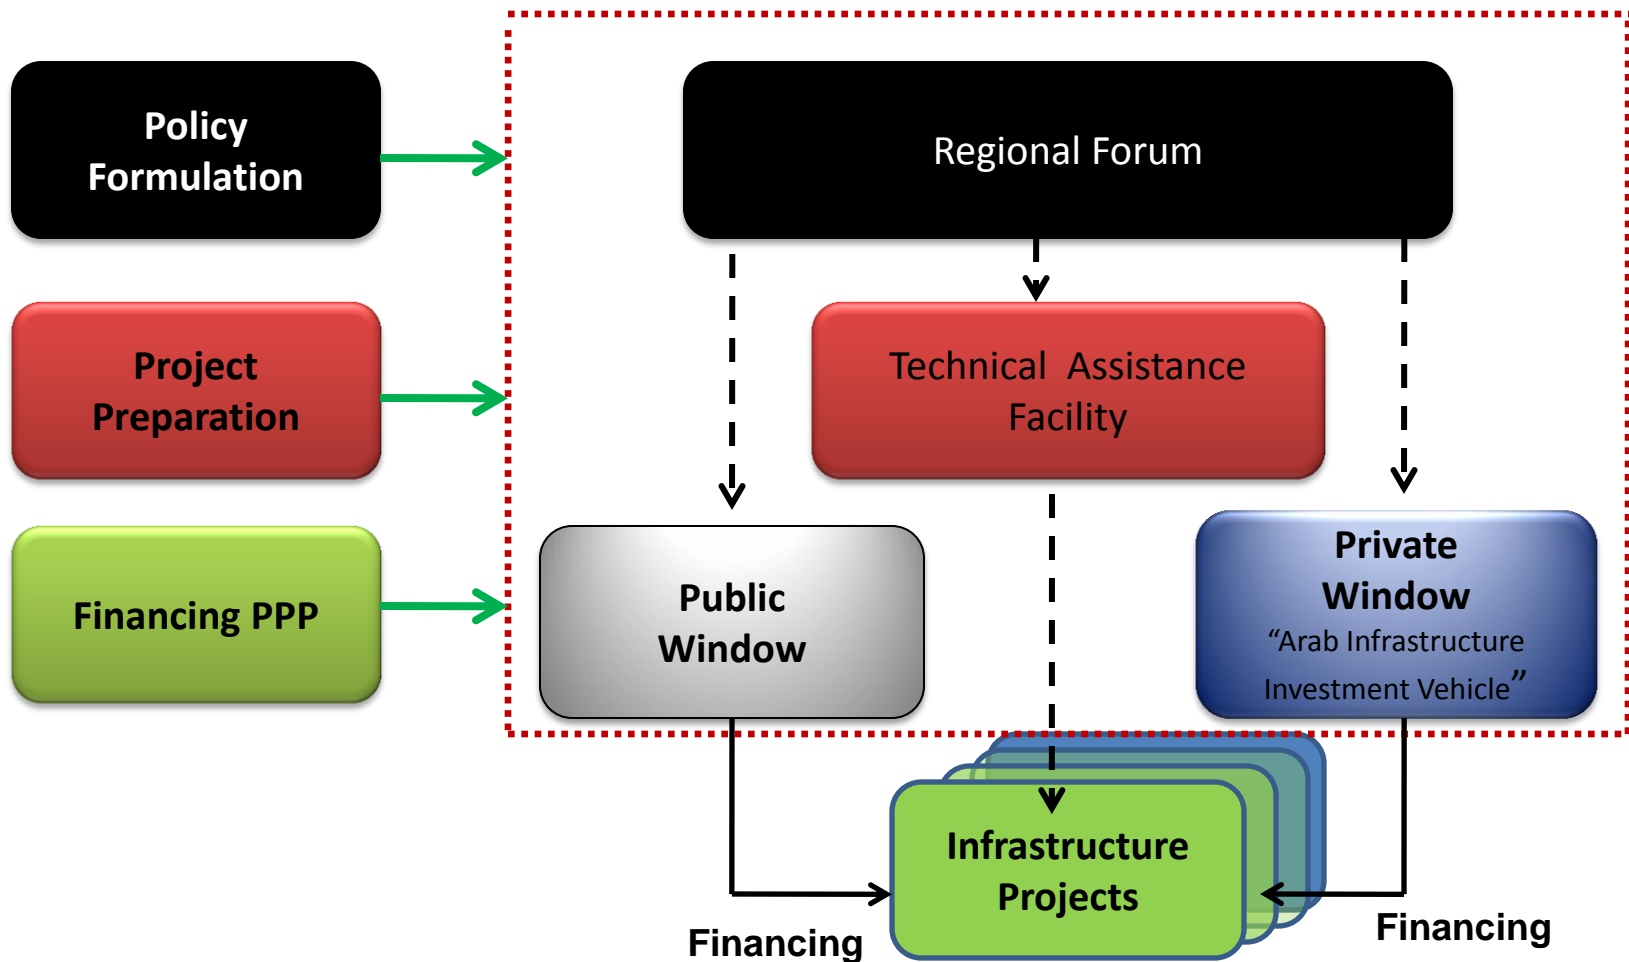 Policy
Formulation
Regional Forum
Project
Preparation
Technical Assistance
Facility
Financing PPP
Public
Window
Private
Window
“Arab Infrastructure
Investment Vehicle”
Infrastructure
Projects
Financing
Financing